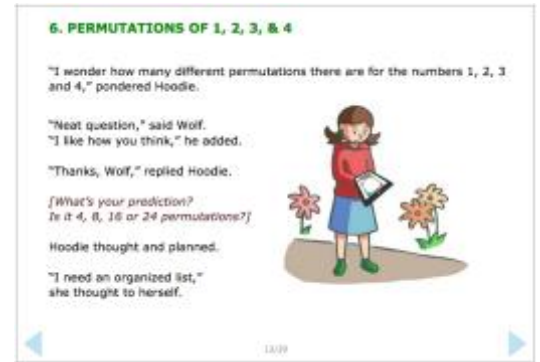 6. PERMUTATIONS OF 1, 2, 3, & 4
"I wonder how many different permutations there are for the numbers 1, 2, 3
and 4," pondered Hoodie.
"Neat question," said Wolf.
"I like how you think," he added.
"Thanks, Wolf," replied Hoodie.
[What's your prediction?
Is it 4, 8, 16 or 24 permutations?]
Hoodie thought and planned.
"I need an organized list,"
she thought to herself.